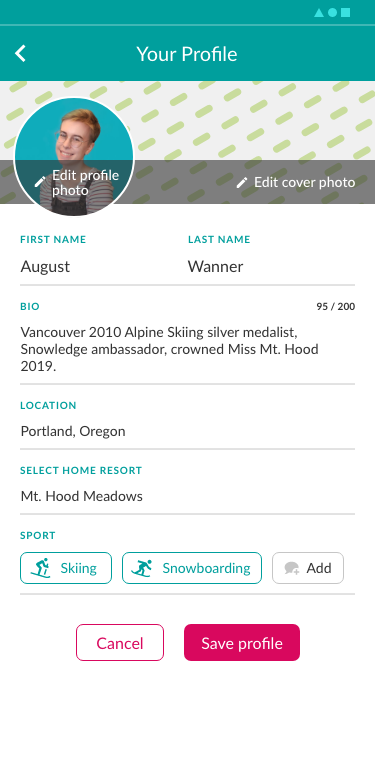 Your Profile
Edit profile
photo
Edit cover photo
FIRST NAME
LAST NAME
August
Wanner
BIO
95 / 200
Vancouver 2010 Alpine Skiing silver medalist,
Snowledge ambassador, crowned Miss Mt. Hood
2019.
LOCATION
Portland, Oregon
SELECT HOME RESORT
Mt. Hood Meadows
SPORT
Skiing
Snowboarding
Add
Cancel
Save profile